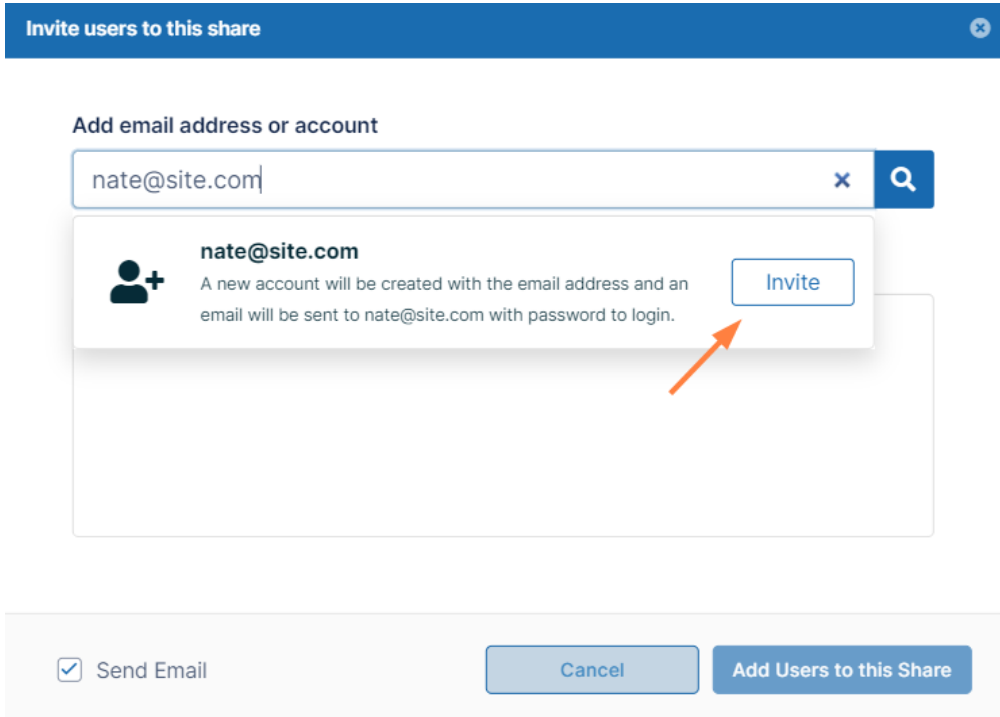 Invite users to this share
Add email address or account
nate@site.com
nate@site.com
A new account will be created with the email address and an
email will be sent to nate@site.com with password to login.
Invite
Send Email
Cancel
Add Users to this Share